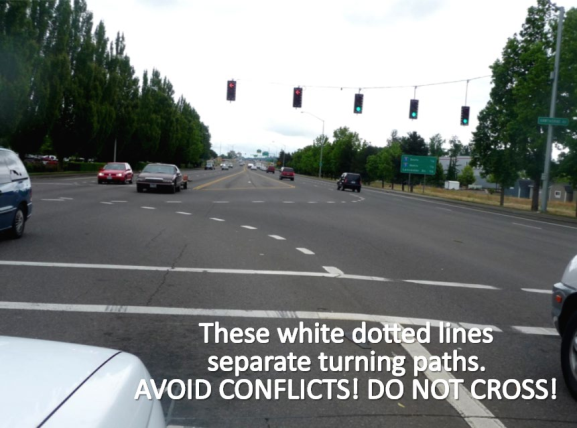 These white dotted lines
separate turning paths.
AVOID CONFLICTS! DO NOT CROSS!